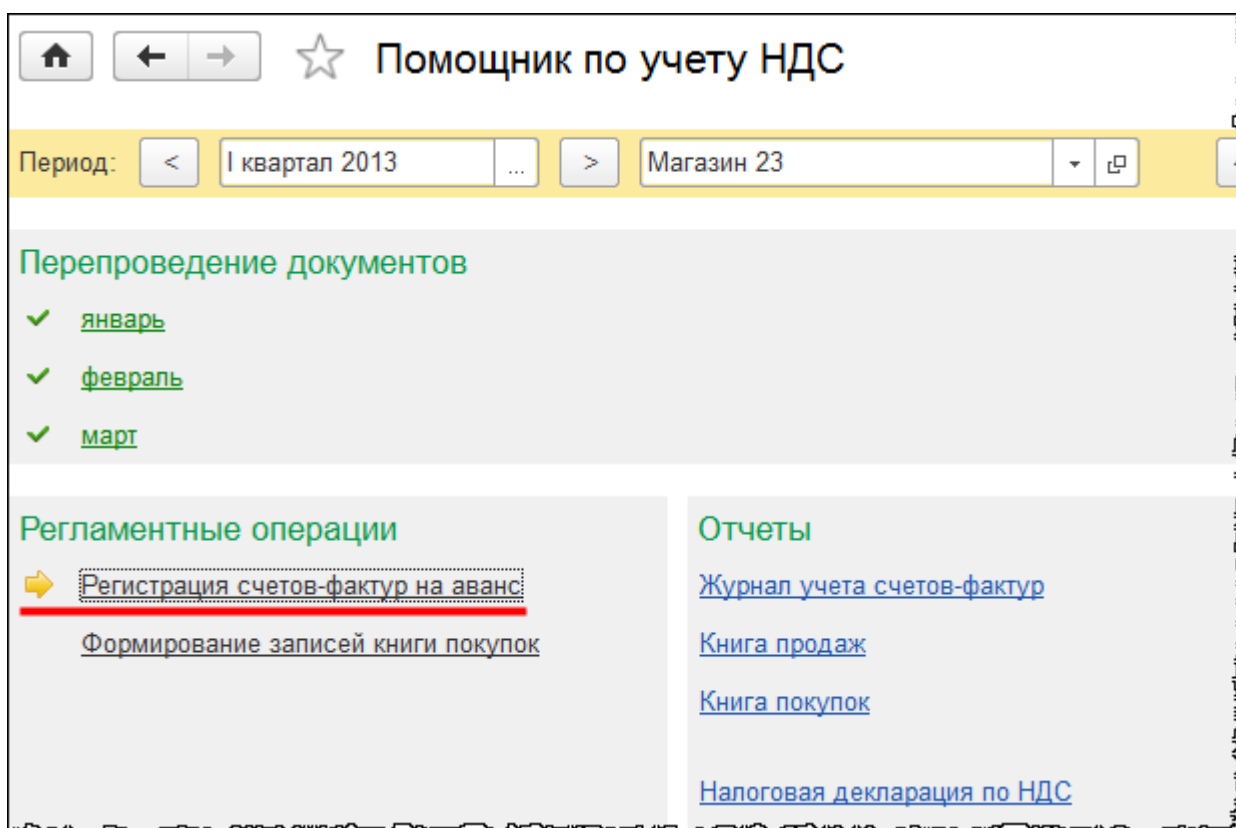 Помощник по учету НДС
Период: < I квартал 2013 ... > Магазин 23
Перепроведение документов
январь
февраль
март
Регламентные операции
Регистрация счетов-фактур на аванс
Формирование записей книги покупок
Отчеты
Журнал учета счетов-фактур
Книга продаж
Книга покупок
Налоговая декларация по НДС